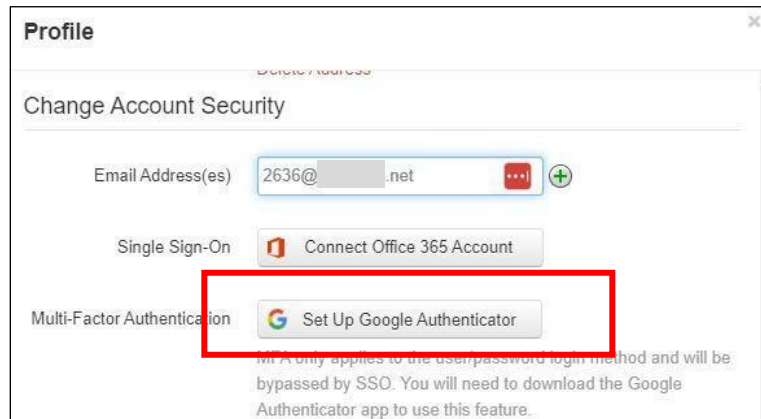 Profile
Delete Address
Change Account Security
Email Address(es) 2636@ .net
Single Sign-On Connect Office 365 Account
Multi-Factor Authentication Set Up Google Authenticator
MFA only applies to the user/password login method and will be
bypassed by SSO. You will need to download the Google
Authenticator app to use this feature.